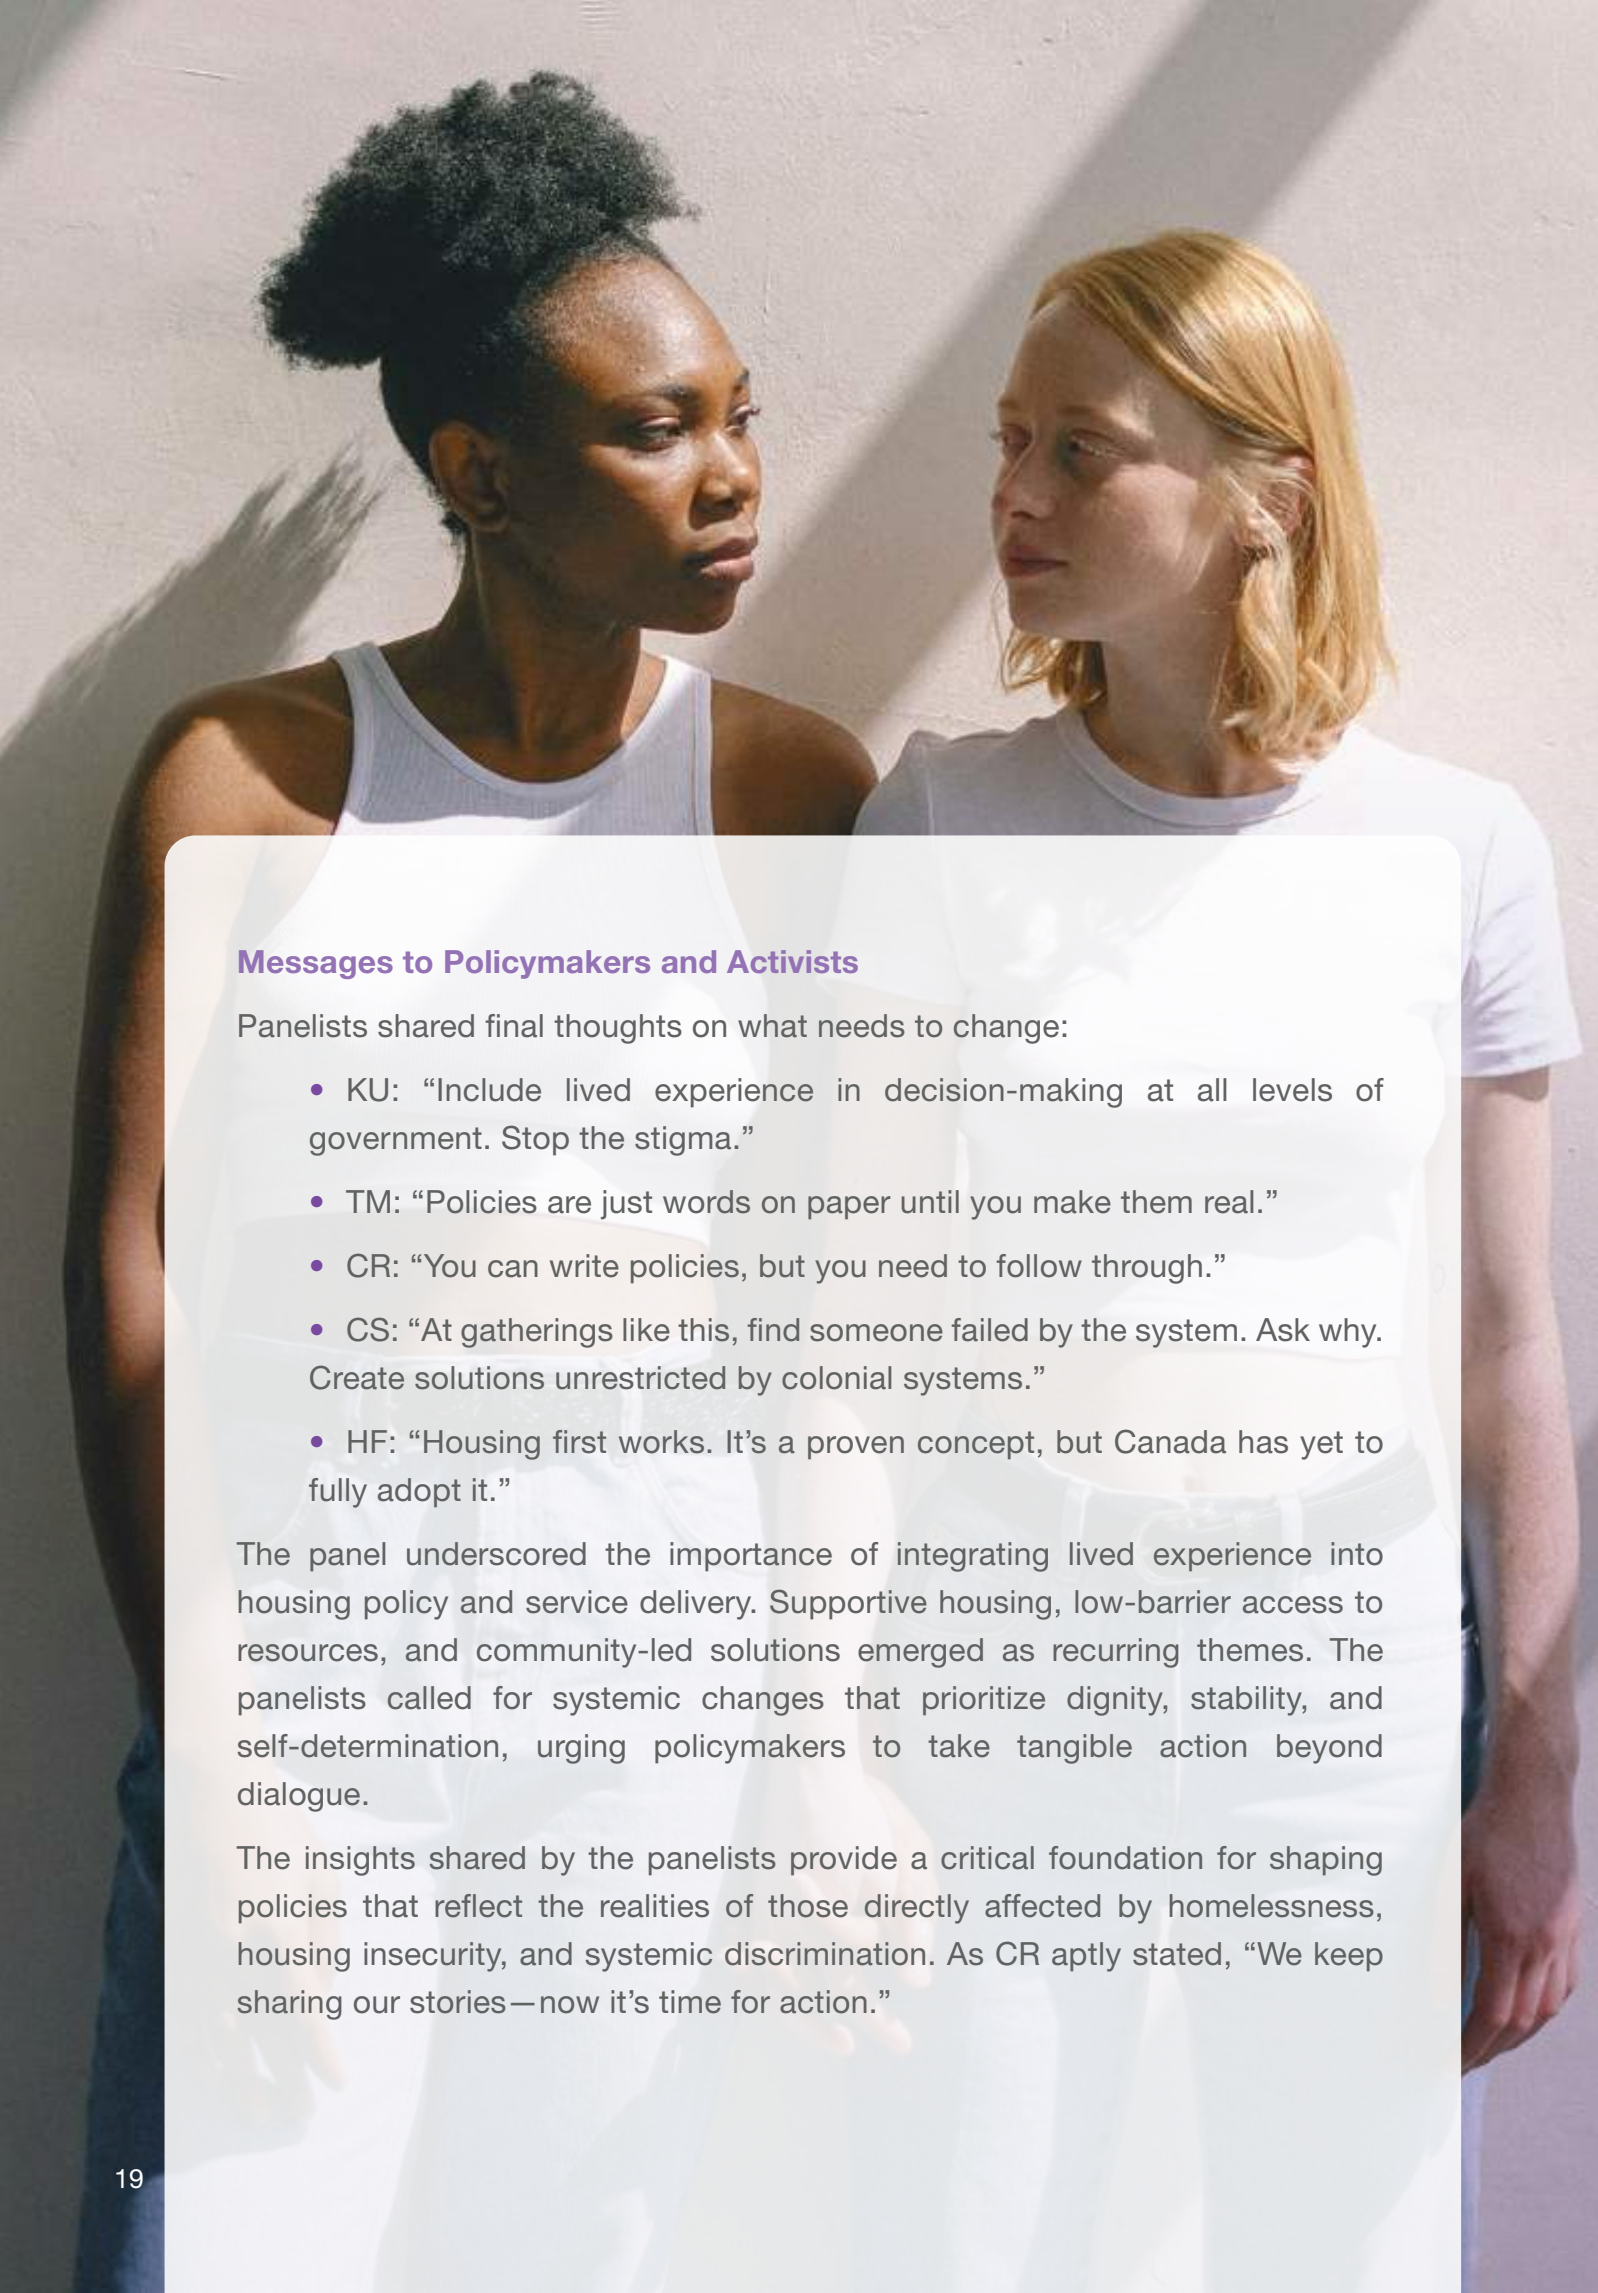 Messages to Policymakers and Activists
Panelists shared final thoughts on what needs to change:
• KU: “Include lived experience in decision-making at all levels of
government. Stop the stigma.”
• TM: “Policies are just words on paper until you make them real.”
• CR: “You can write policies, but you need to follow through.”
• CS: “At gatherings like this, find someone failed by the system. Ask why.
Create solutions unrestricted by colonial systems.”
• HF: “Housing first works. It’s a proven concept, but Canada has yet to
fully adopt it.”
The panel underscored the importance of integrating lived experience into
housing policy and service delivery. Supportive housing, low-barrier access to
resources, and community-led solutions emerged as recurring themes. The
panelists called for systemic changes that prioritize dignity, stability, and
self-determination, urging policymakers to take tangible action beyond
dialogue.
The insights shared by the panelists provide a critical foundation for shaping
policies that reflect the realities of those directly affected by homelessness,
housing insecurity, and systemic discrimination. As CR aptly stated, “We keep
sharing our stories—now it’s time for action.”
19